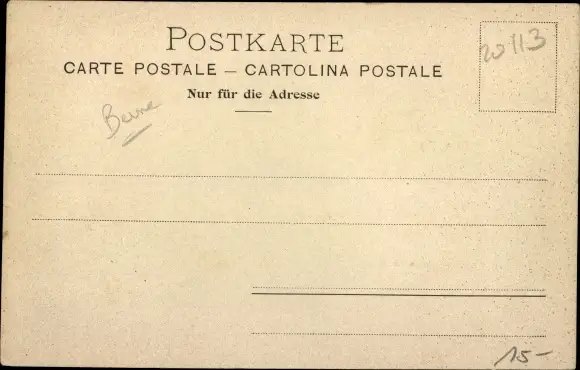 POSTKARTE
CARTE POSTALE — CARTOLINA POSTALE
Nur für die Adresse
Berne
20113
15-